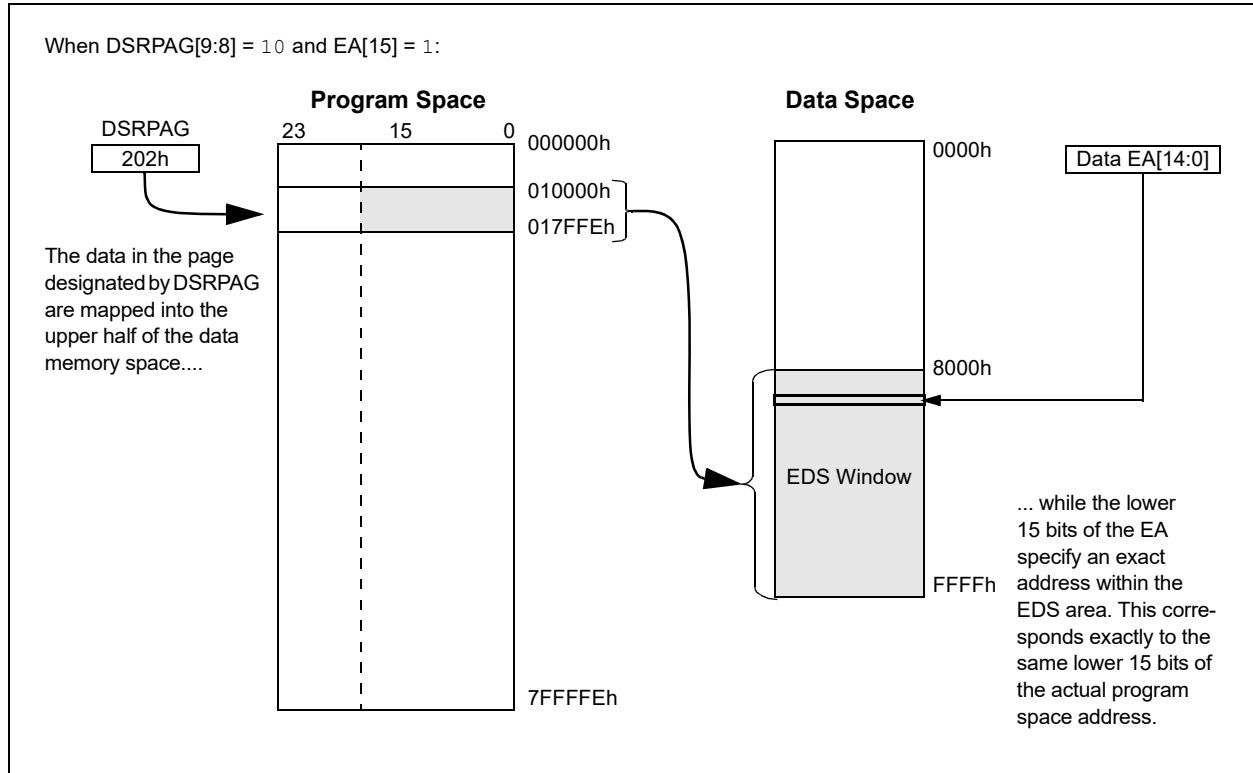 When DSRPAG[9:8] = 10 and EA[15] = 1:
Program Space
Data Space
DSRPAG
202h
23 15 0
000000h
010000h
017FFEh
7FFFFEh
The data in the page
designated by DSRPAG
are mapped into the
upper half of the data
memory space....
0000h
8000h
EDS Window
FFFFh
Data EA[14:0]
... while the lower
15 bits of the EA
specify an exact
address within the
EDS area. This corre-
sponds exactly to the
same lower 15 bits of
the actual program
space address.